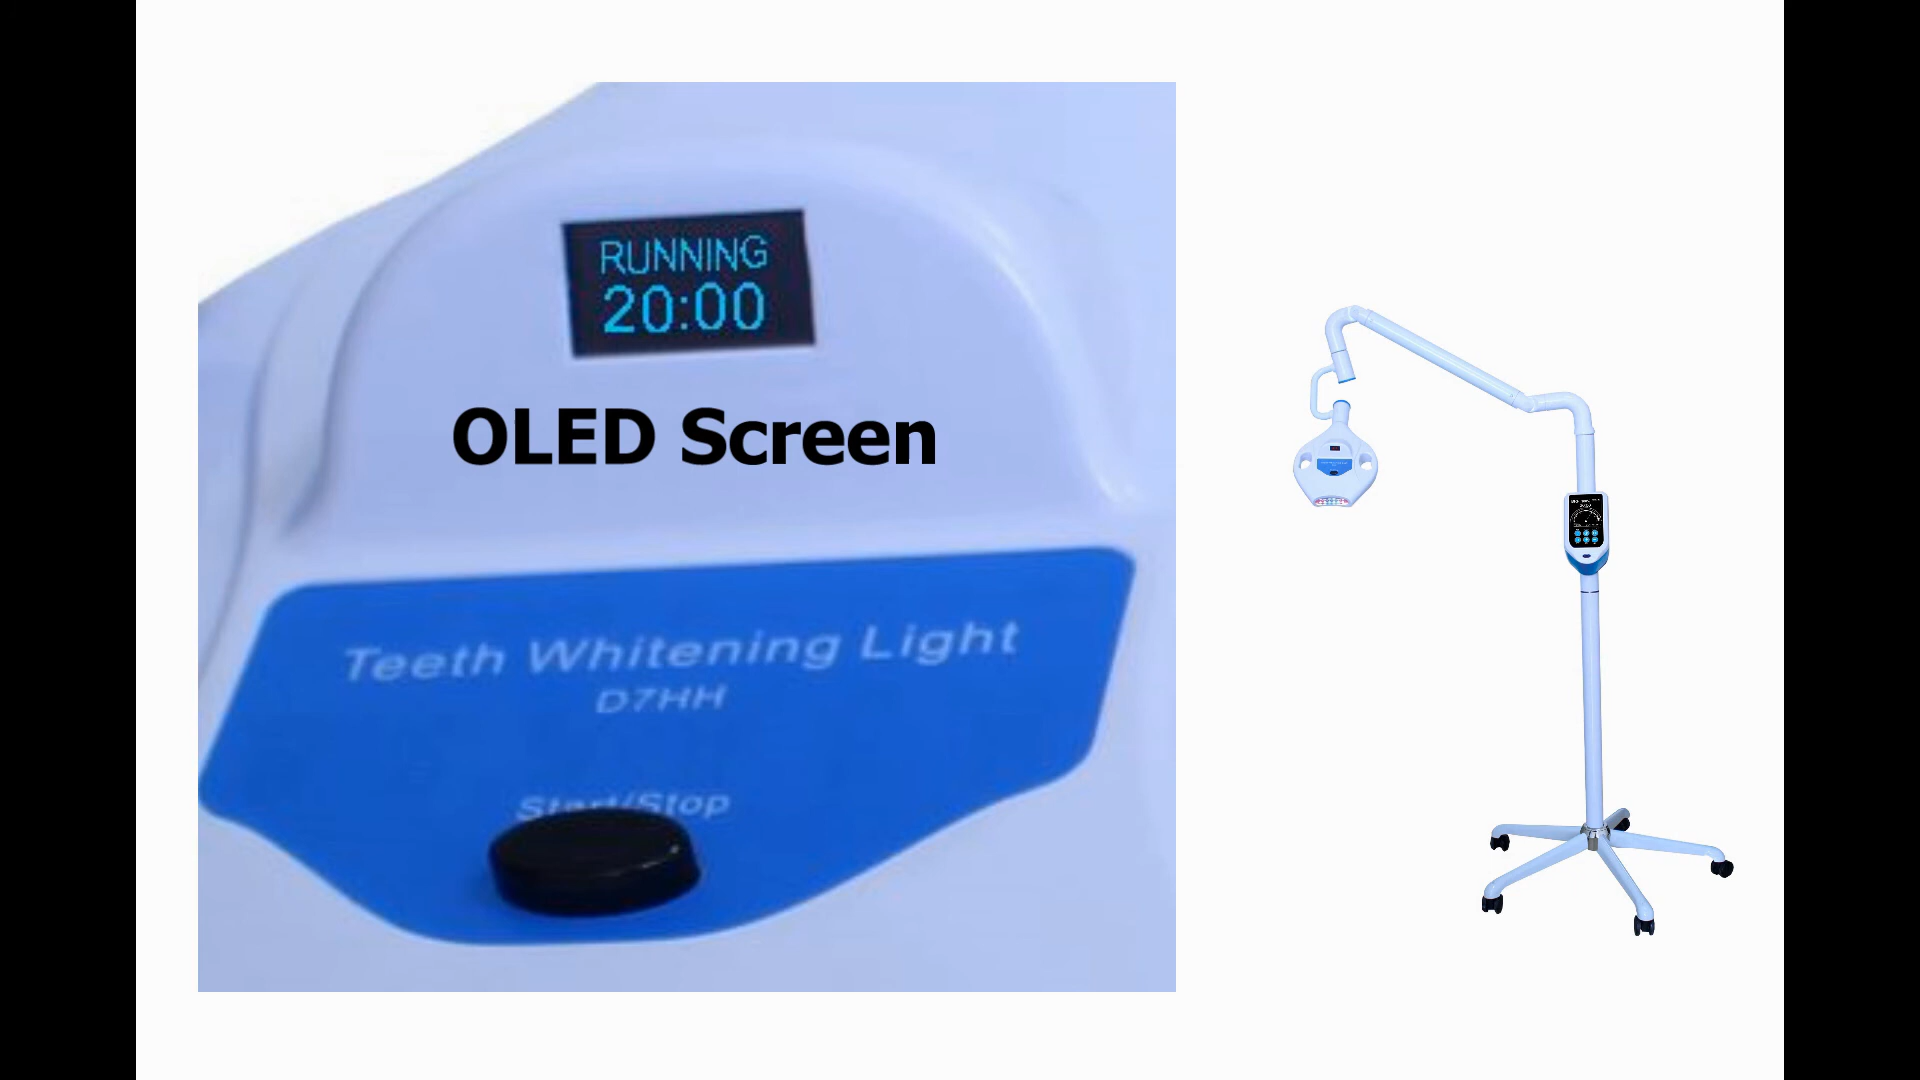 RUNNING
20:00
OLED Screen
Teeth Whitening Light
D7HH
Start/Stop